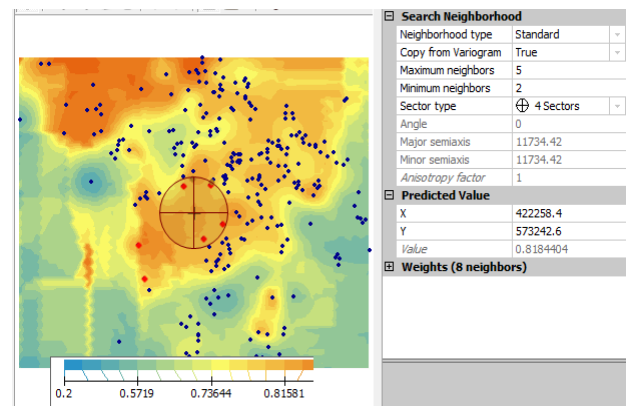 Search Neighborhood
Neighborhood type Standard
Copy from Variogram True
Maximum neighbors 5
Minimum neighbors 2
Sector type 4 Sectors
Angle 0
Major semiaxis 11734.42
Minor semiaxis 11734.42
Anisotropy factor 1
Predicted Value
X 422258.4
Y 573242.6
Value 0.8184404
Weights (8 neighbors)
0.2 0.5719 0.73644 0.81581